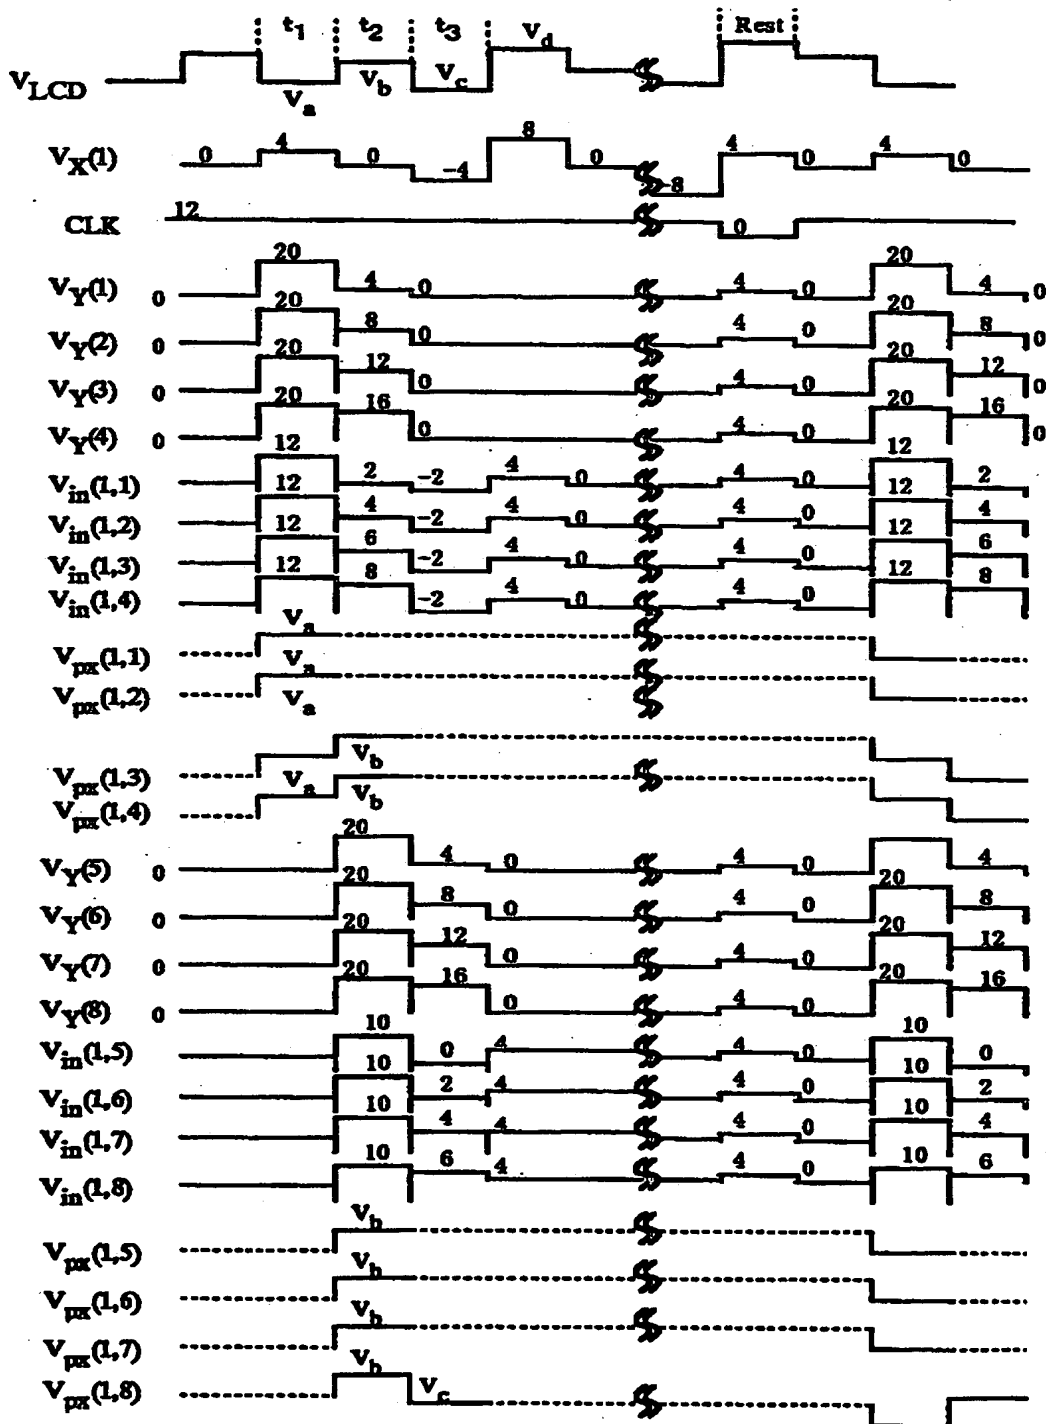 t1 t2 t3 Rest
VLCD Va Vb Vc Vd
VX(1) 0 4 0 -4 8 0 -8 4 0 4 0
CLK 12 0
VY(1) 0 20 4 0 4 0 20 4 0
VY(2) 0 20 8 0 4 0 20 8 0
VY(3) 0 20 12 0 4 0 20 12 0
VY(4) 0 20 16 0 4 0 20 16 0
Vin(1,1) 12 2 -2 4 0 4 0 12 2
Vin(1,2) 12 4 -2 4 0 4 0 12 4
Vin(1,3) 12 6 -2 4 0 4 0 12 6
Vin(1,4) 12 8 -2 4 0 4 0 12 8
Vpx(1,1) Va
Vpx(1,2) Va
Va
Vpx(1,3) Vb
Vpx(1,4) Va Vb
VY(5) 0 20 4 0 4 0 4
VY(6) 0 20 8 0 4 0 20 8
VY(7) 0 20 12 0 4 0 20 12
VY(8) 0 20 16 0 4 0 20 16
Vin(1,5) 10 0 4 4 0 10 0
Vin(1,6) 10 2 4 4 0 10 2
Vin(1,7) 10 4 4 4 0 10 4
Vin(1,8) 10 6 4 4 0 10 6
Vpx(1,5) Vb
Vpx(1,6) Vb
Vpx(1,7) Vb
Vpx(1,8) Vb Vc